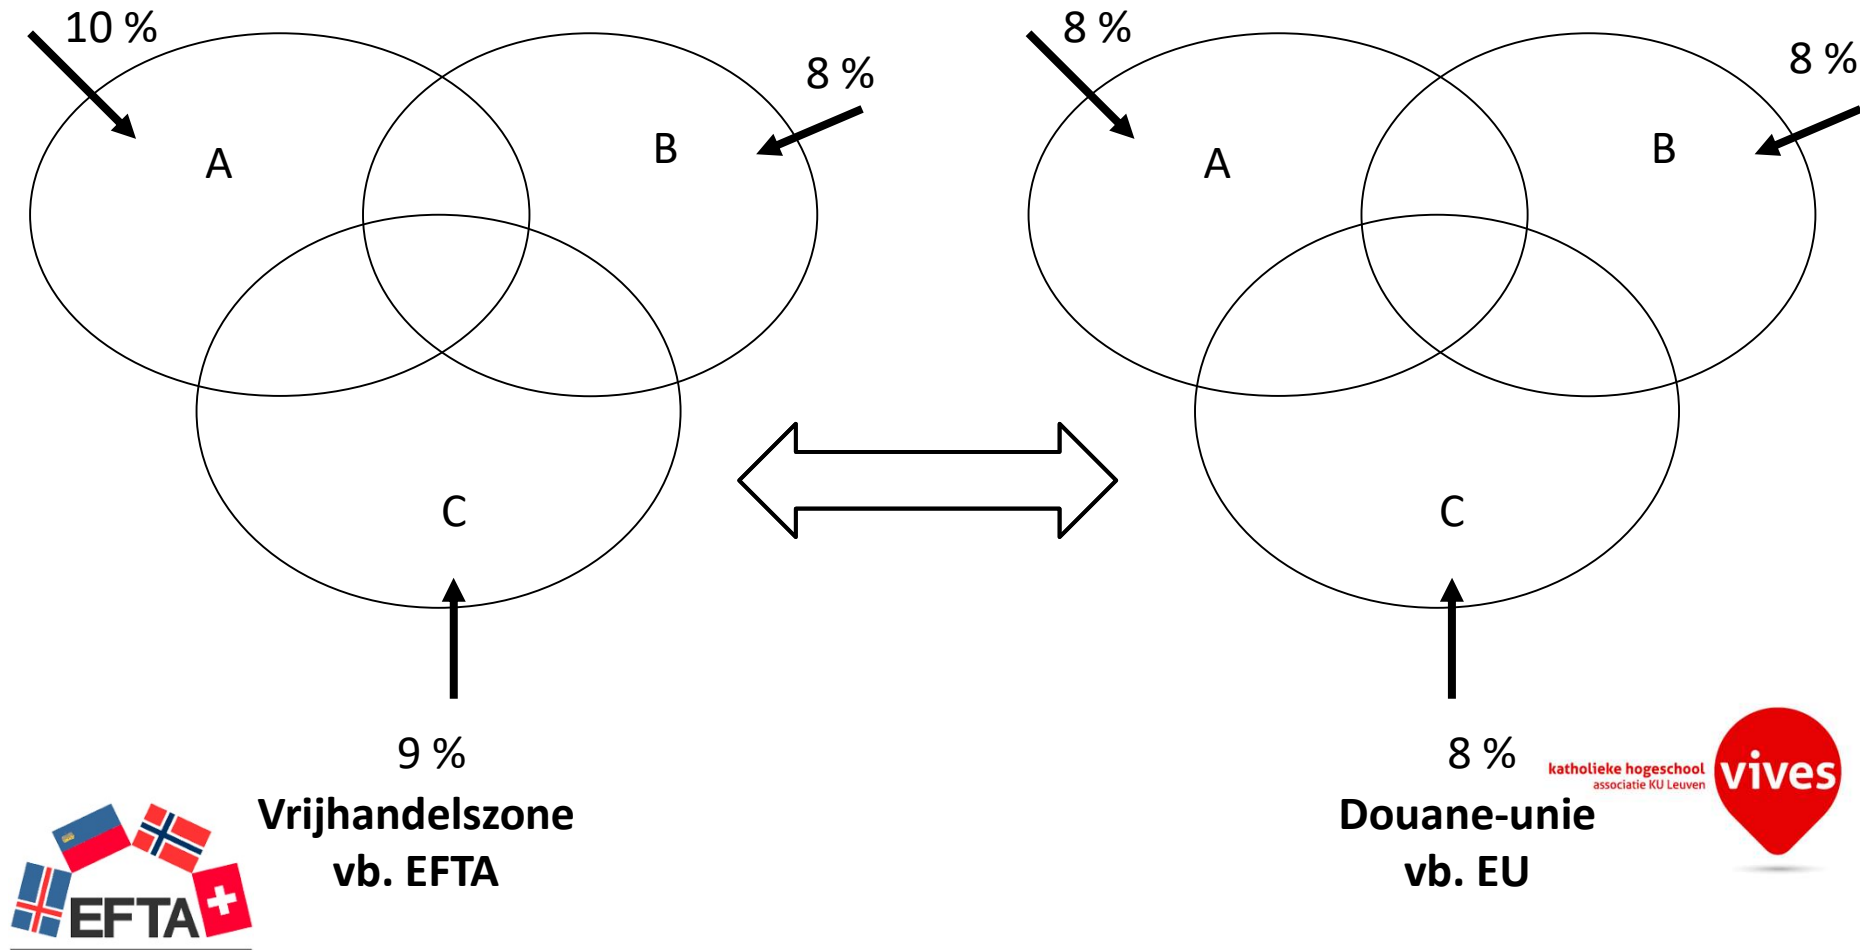 10 %
8 %
A
B
C
9 %
Vrijhandelszone
vb. EFTA
EFTA
8 %
8 %
A
B
C
8 %
Douane-unie
vb. EU
katholieke hogeschool
associatie KU Leuven
vives